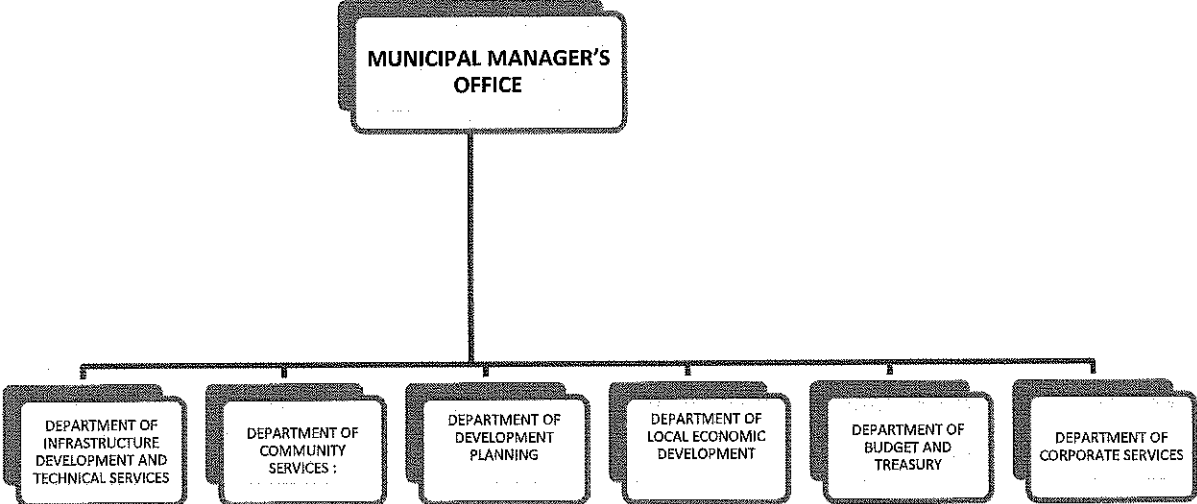 MUNICIPAL MANAGER'S
OFFICE
DEPARTMENT OF
INFRASTRUCTURE
DEVELOPMENT AND
TECHNICAL SERVICES
DEPARTMENT OF
COMMUNITY
SERVICES :
DEPARTMENT OF
DEVELOPMENT
PLANNING
DEPARTMENT OF
LOCAL ECONOMIC
DEVELOPMENT
DEPARTMENT OF
BUDGET AND
TREASURY
DEPARTMENT OF
CORPORATE SERVICES